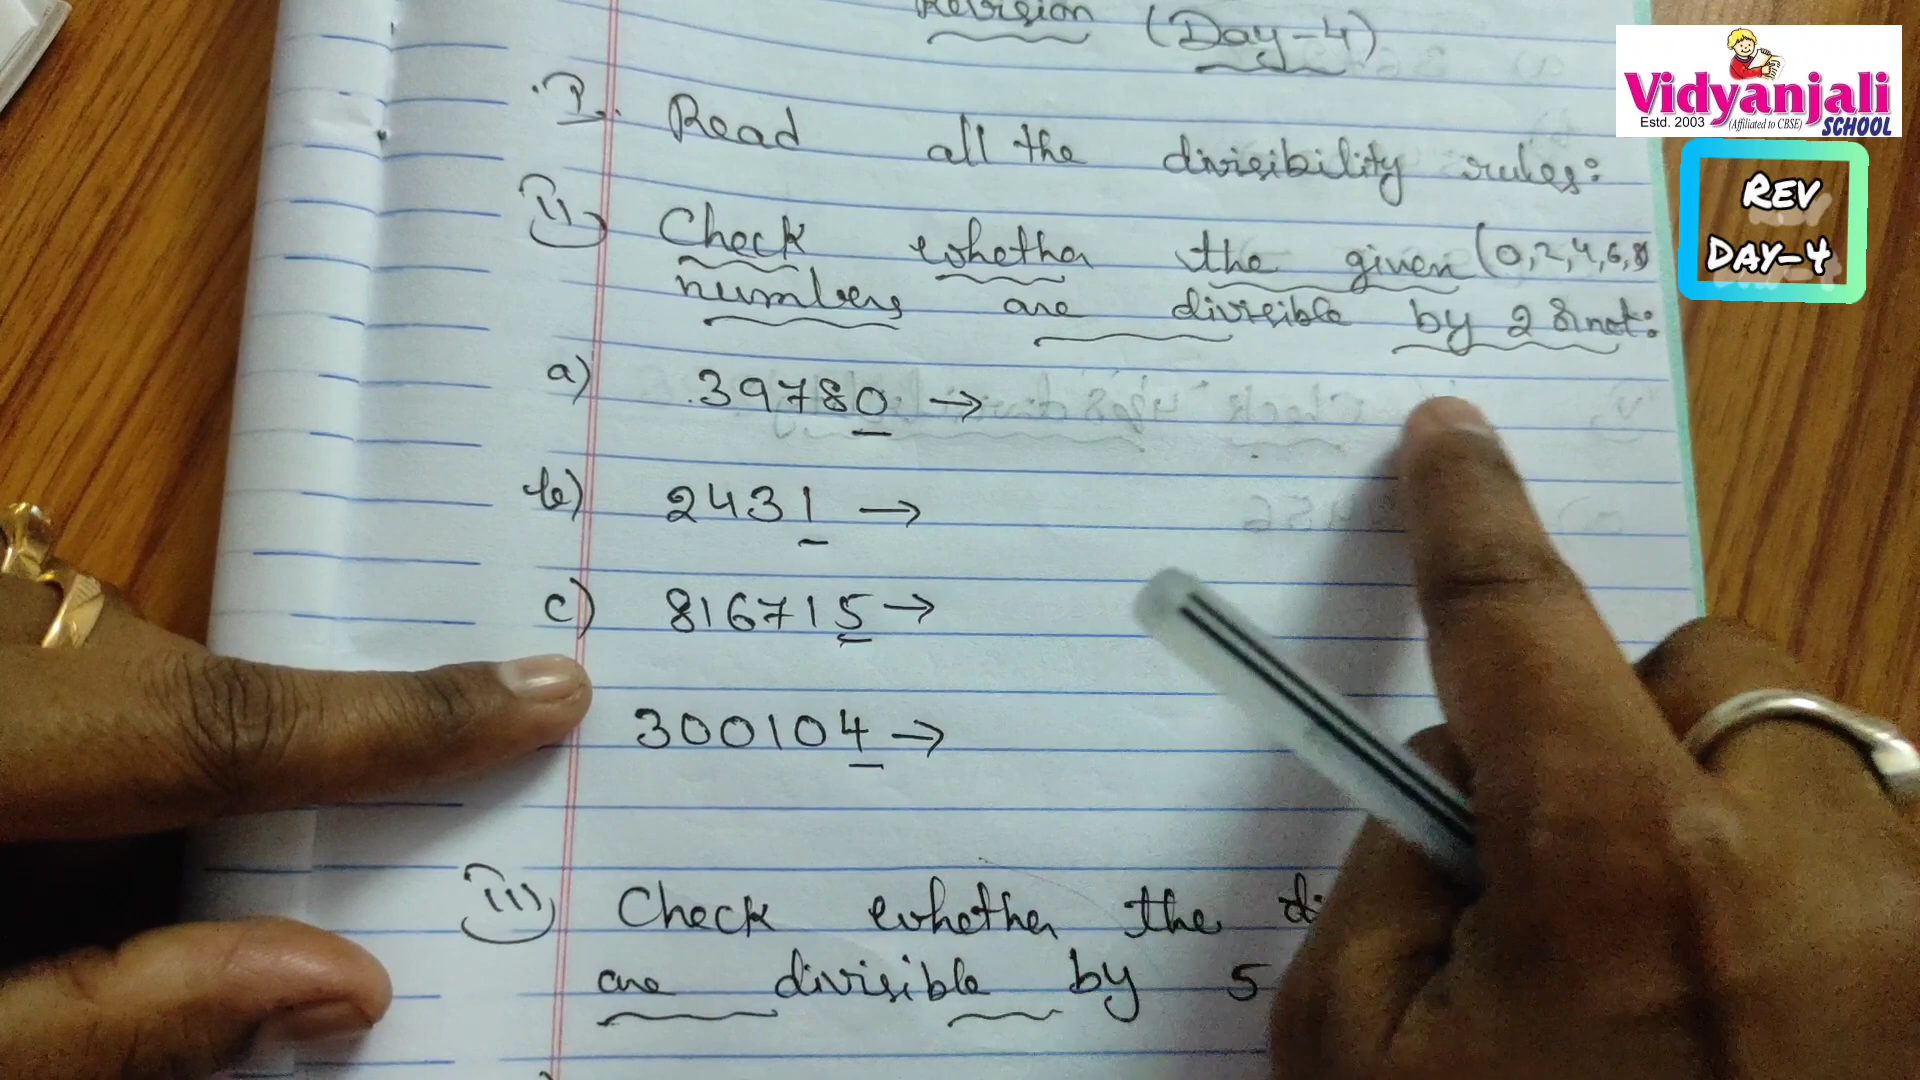 Revision (Day-4)
I. Read all the divisibility rules:
II) Check whether the given (0,2,4,6,8
numbers are divisible by 2 & not:
a) 39780 →
b) 2431 →
c) 816715 →
300104 →
III) Check whether the
are divisible by 5
Vidyanjali
Estd. 2003 (Affiliated to CBSE) SCHOOL
REV
DAY-4